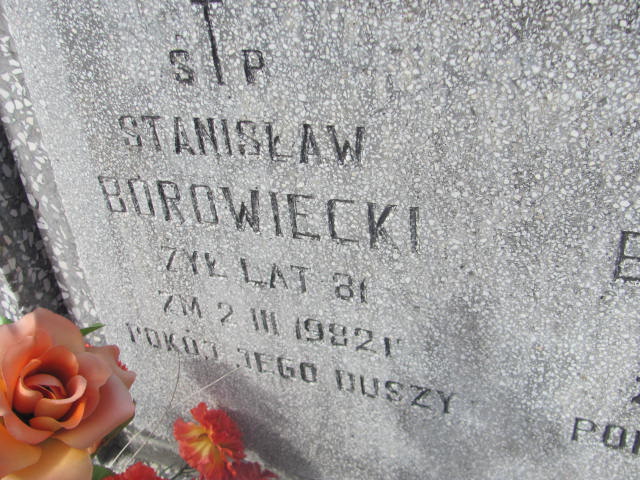 Ś P
STANISŁAW
BOROWIECKI
ŻYŁ LAT 81
ZM 2 III 1982 r
POKÓJ JEGO DUSZY